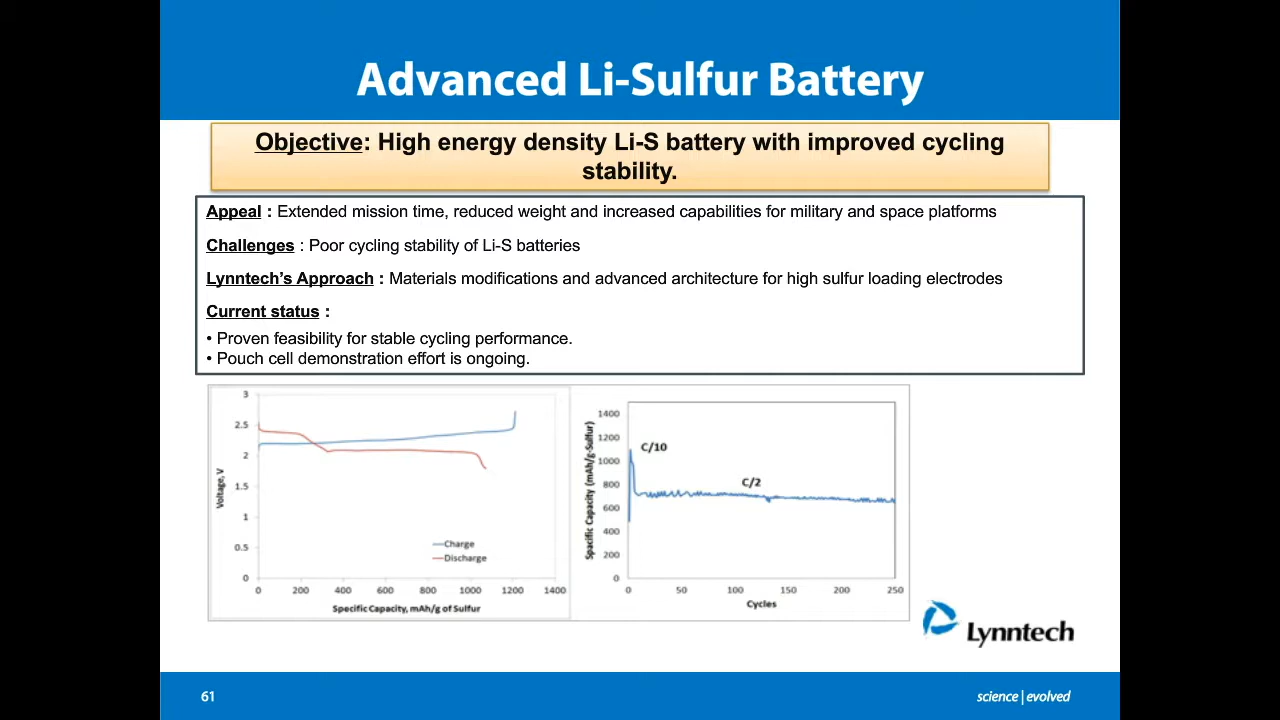 Advanced Li-Sulfur Battery
Objective: High energy density Li-S battery with improved cycling
stability.
Appeal : Extended mission time, reduced weight and increased capabilities for military and space platforms
Challenges : Poor cycling stability of Li-S batteries
Lynntech's Approach : Materials modifications and advanced architecture for high sulfur loading electrodes
Current status :
• Proven feasibility for stable cycling performance.
• Pouch cell demonstration effort is ongoing.
3
2.5
2
1.5
1
0.5
0
Voltage, V
Charge
Discharge
0 200 400 600 800 1000 1200 1400
Specific Capacity, mAh/g of Sulfur
1400
1200
1000
800
600
400
200
0
Spacific Capacity (mAh/g-Sulfur)
C/10
C/2
0 50 100 150 200 250
Cycles
Lynntech
61
science | evolved